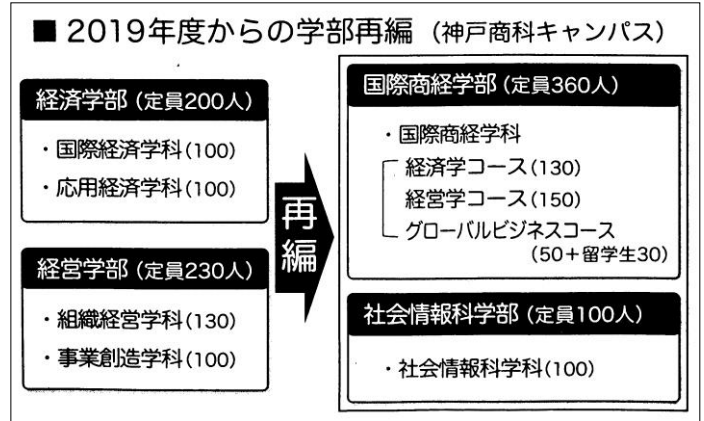 ■ 2019年度からの学部再編（神戸商科キャンパス）
経済学部（定員200人）
・国際経済学科（100）
・応用経済学科（100）
経営学部（定員230人）
・組織経営学科（130）
・事業創造学科（100）
再編
国際商経学部（定員360人）
・国際商経学科
経済学コース（130）
経営学コース（150）
グローバルビジネスコース
（50＋留学生30）
社会情報科学部（定員100人）
・社会情報科学科（100）